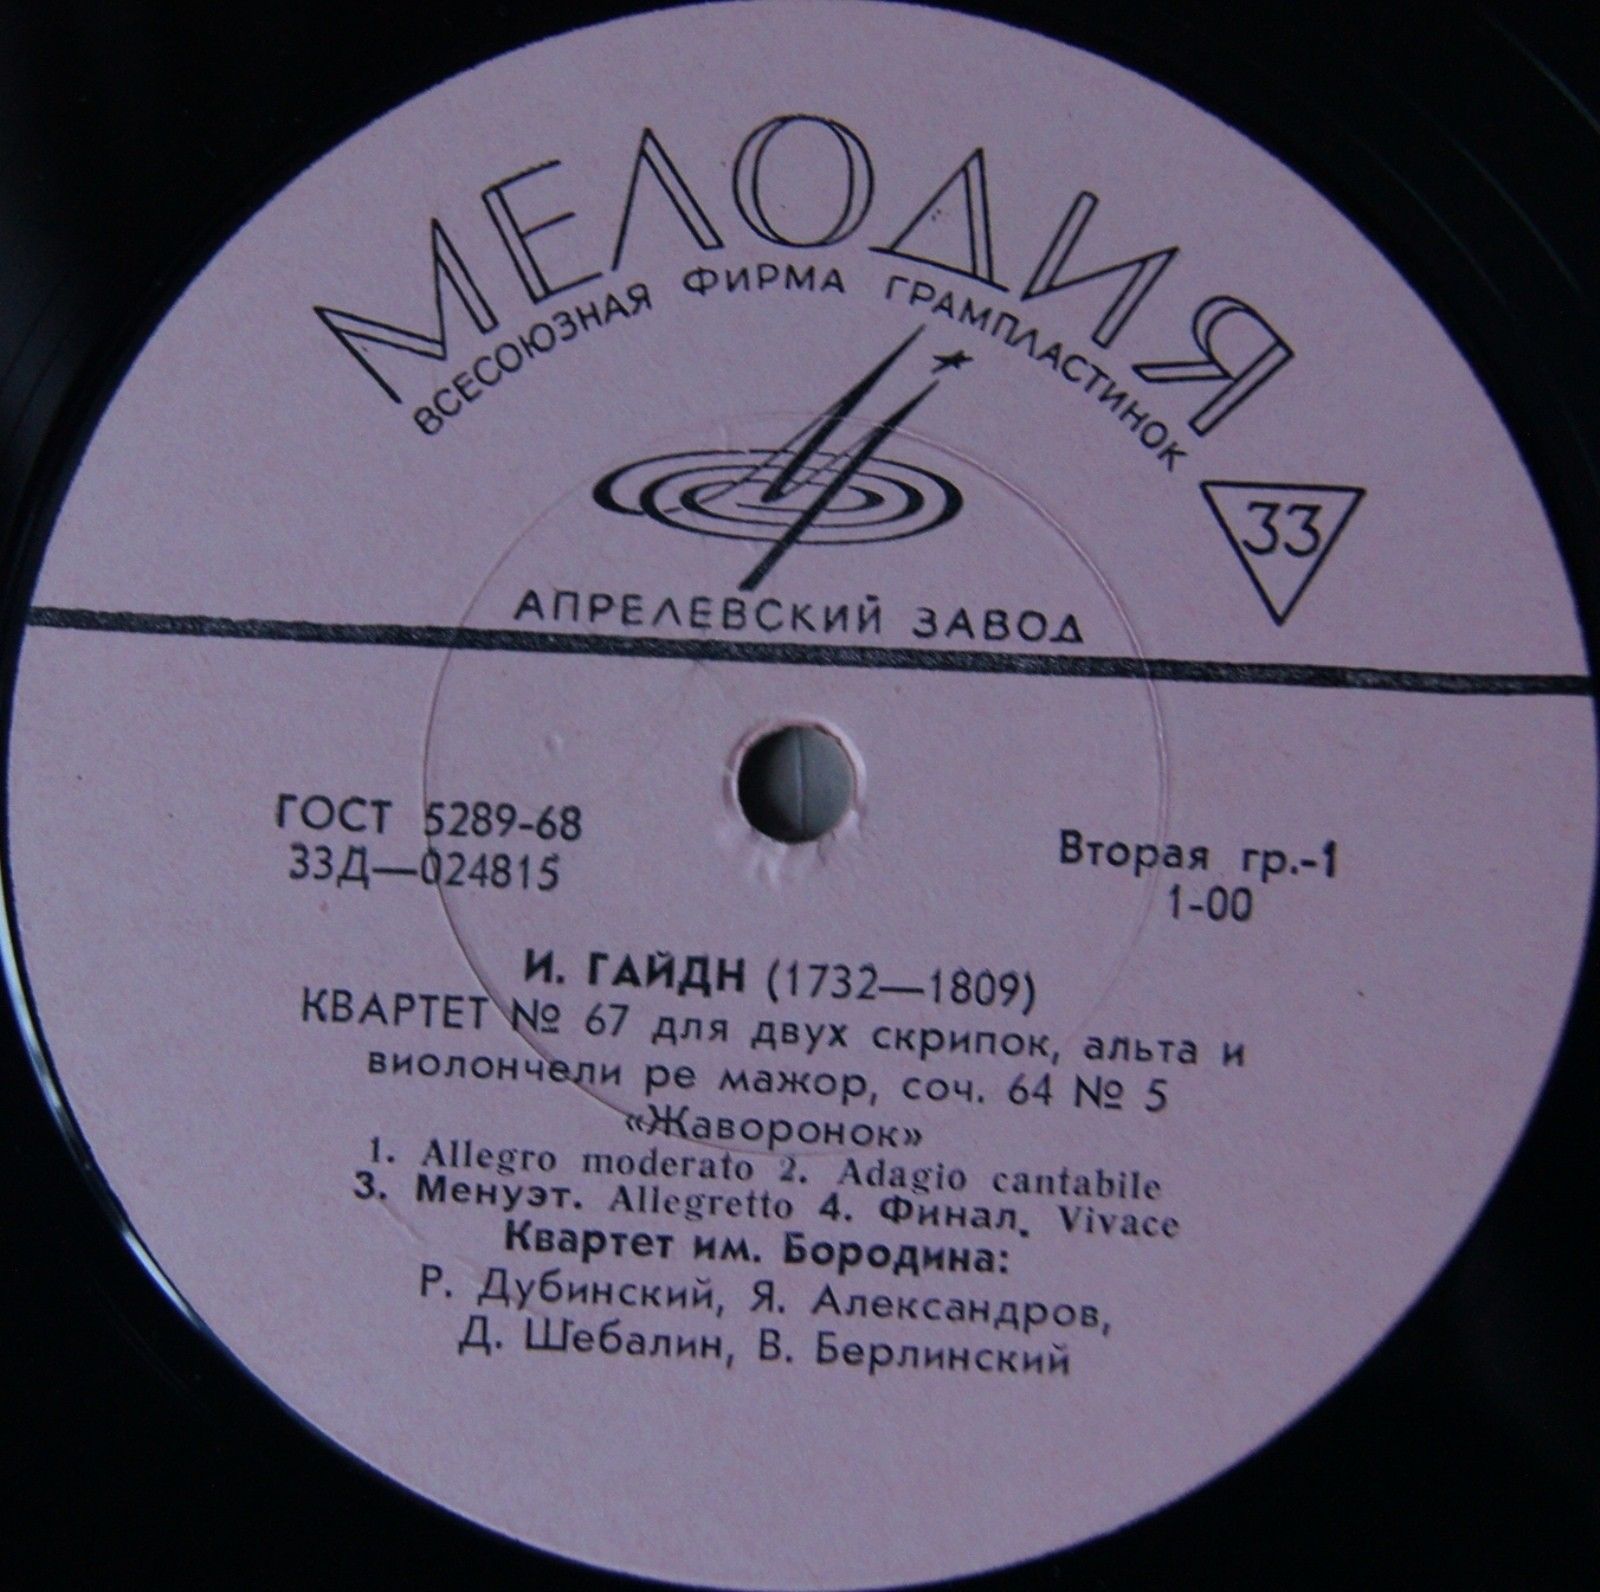 МЕЛОДИЯ
ВСЕСОЮЗНАЯ ФИРМА ГРАМПЛАСТИНОК
33
АПРЕЛЕВСКИЙ ЗАВОД
ГОСТ 5289-68
33Д—024815
Вторая гр.-1
1-00
И. ГАЙДН (1732—1809)
КВАРТЕТ № 67 для двух скрипок, альта и
виолончели ре мажор, соч. 64 № 5
«Жаворонок»
1. Allegro moderato 2. Adagio cantabile
3. Менуэт. Allegretto 4. Финал. Vivace
Квартет им. Бородина:
Р. Дубинский, Я. Александров,
Д. Шебалин, В. Берлинский